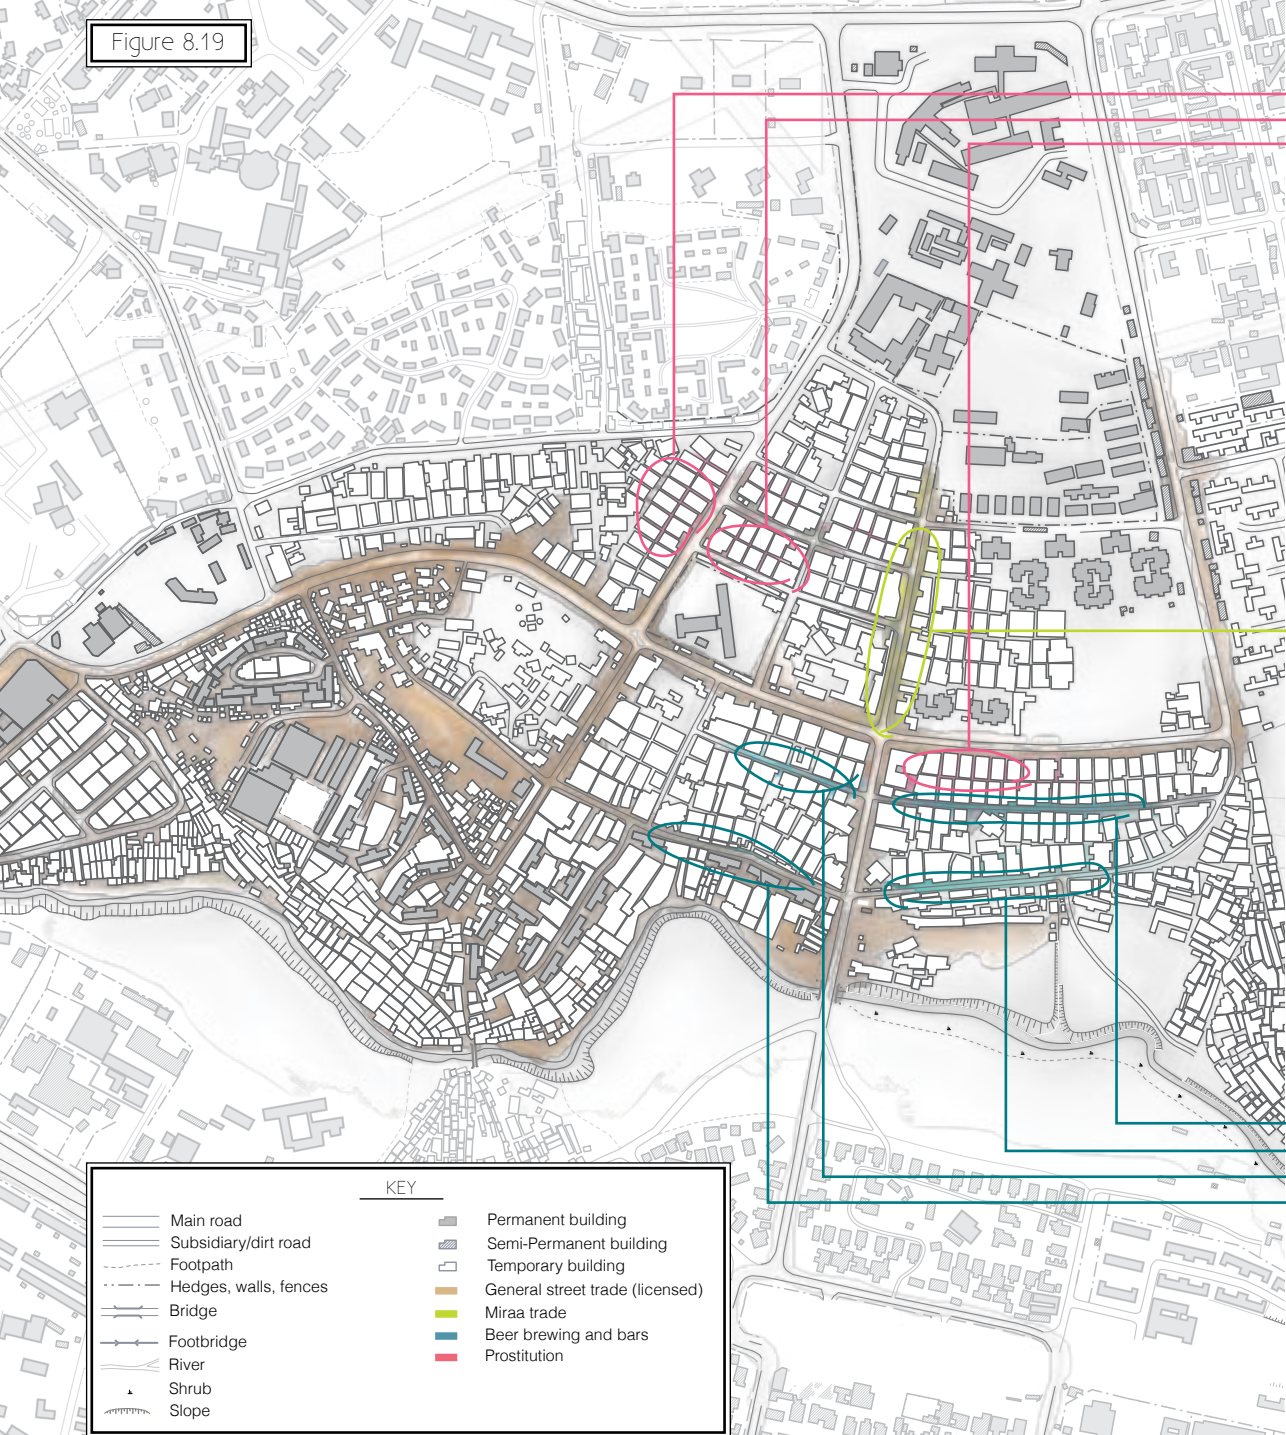 Figure 8.19
KEY
Main road
Subsidiary/dirt road
Footpath
Hedges, walls, fences
Bridge
Footbridge
River
Shrub
Slope
Permanent building
Semi-Permanent building
Temporary building
General street trade (licensed)
Miraa trade
Beer brewing and bars
Prostitution